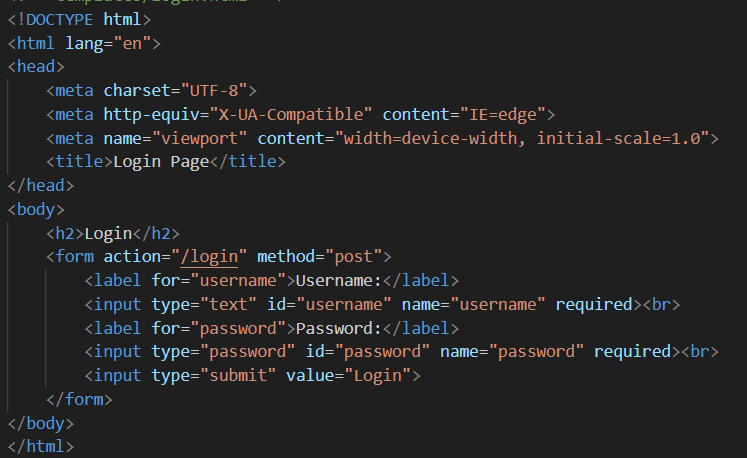 <!DOCTYPE html>
<html lang="en">
<head>
    <meta charset="UTF-8">
    <meta http-equiv="X-UA-Compatible" content="IE=edge">
    <meta name="viewport" content="width=device-width, initial-scale=1.0">
    <title>Login Page</title>
</head>
<body>
    <h2>Login</h2>
    <form action="/login" method="post">
        <label for="username">Username:</label>
        <input type="text" id="username" name="username" required><br>
        <label for="password">Password:</label>
        <input type="password" id="password" name="password" required><br>
        <input type="submit" value="Login">
    </form>
</body>
</html>